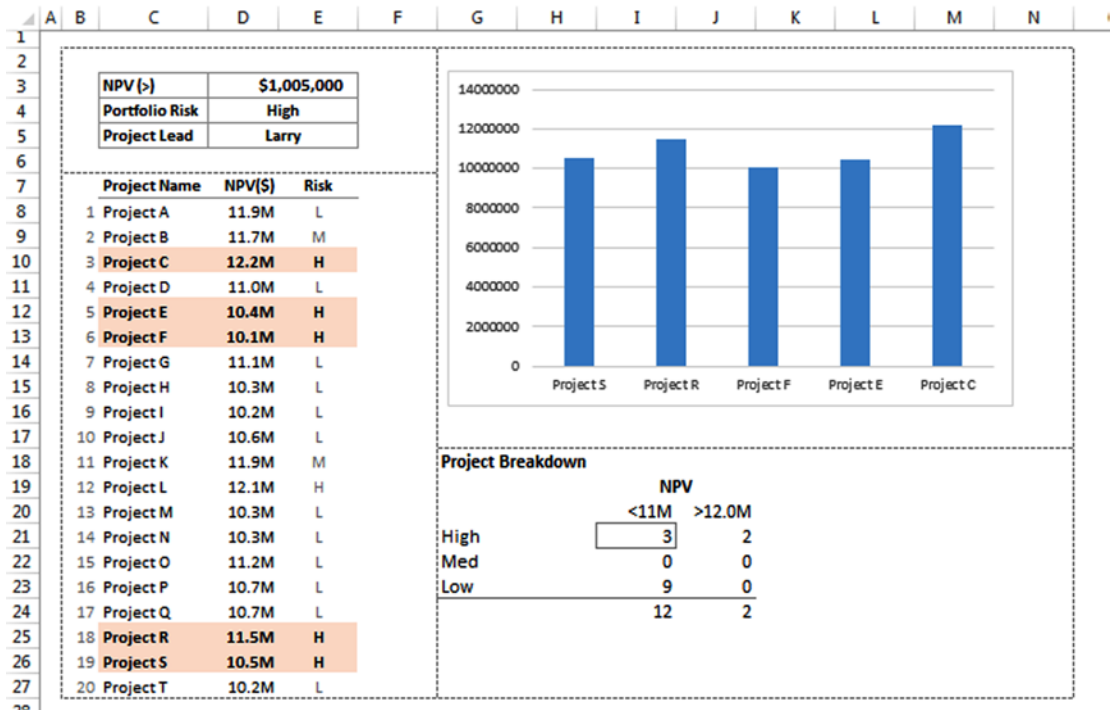 A B C D E F G H I J K L M N
1
2
3 NPV (>) $1,005,000
4 Portfolio Risk High
5 Project Lead Larry
6
7 Project Name NPV($) Risk
8 1 Project A 11.9M L
9 2 Project B 11.7M M
10 3 Project C 12.2M H
11 4 Project D 11.0M L
12 5 Project E 10.4M H
13 6 Project F 10.1M H
14 7 Project G 11.1M L
15 8 Project H 10.3M L
16 9 Project I 10.2M L
17 10 Project J 10.6M L
18 11 Project K 11.9M M
19 12 Project L 12.1M H
20 13 Project M 10.3M L
21 14 Project N 10.3M L
22 15 Project O 11.2M L
23 16 Project P 10.7M L
24 17 Project Q 10.7M L
25 18 Project R 11.5M H
26 19 Project S 10.5M H
27 20 Project T 10.2M L
14000000
12000000
10000000
8000000
6000000
4000000
2000000
0
Project S Project R Project F Project E Project C
Project Breakdown
NPV
<11M >12.0M
High 3 2
Med 0 0
Low 9 0
12 2